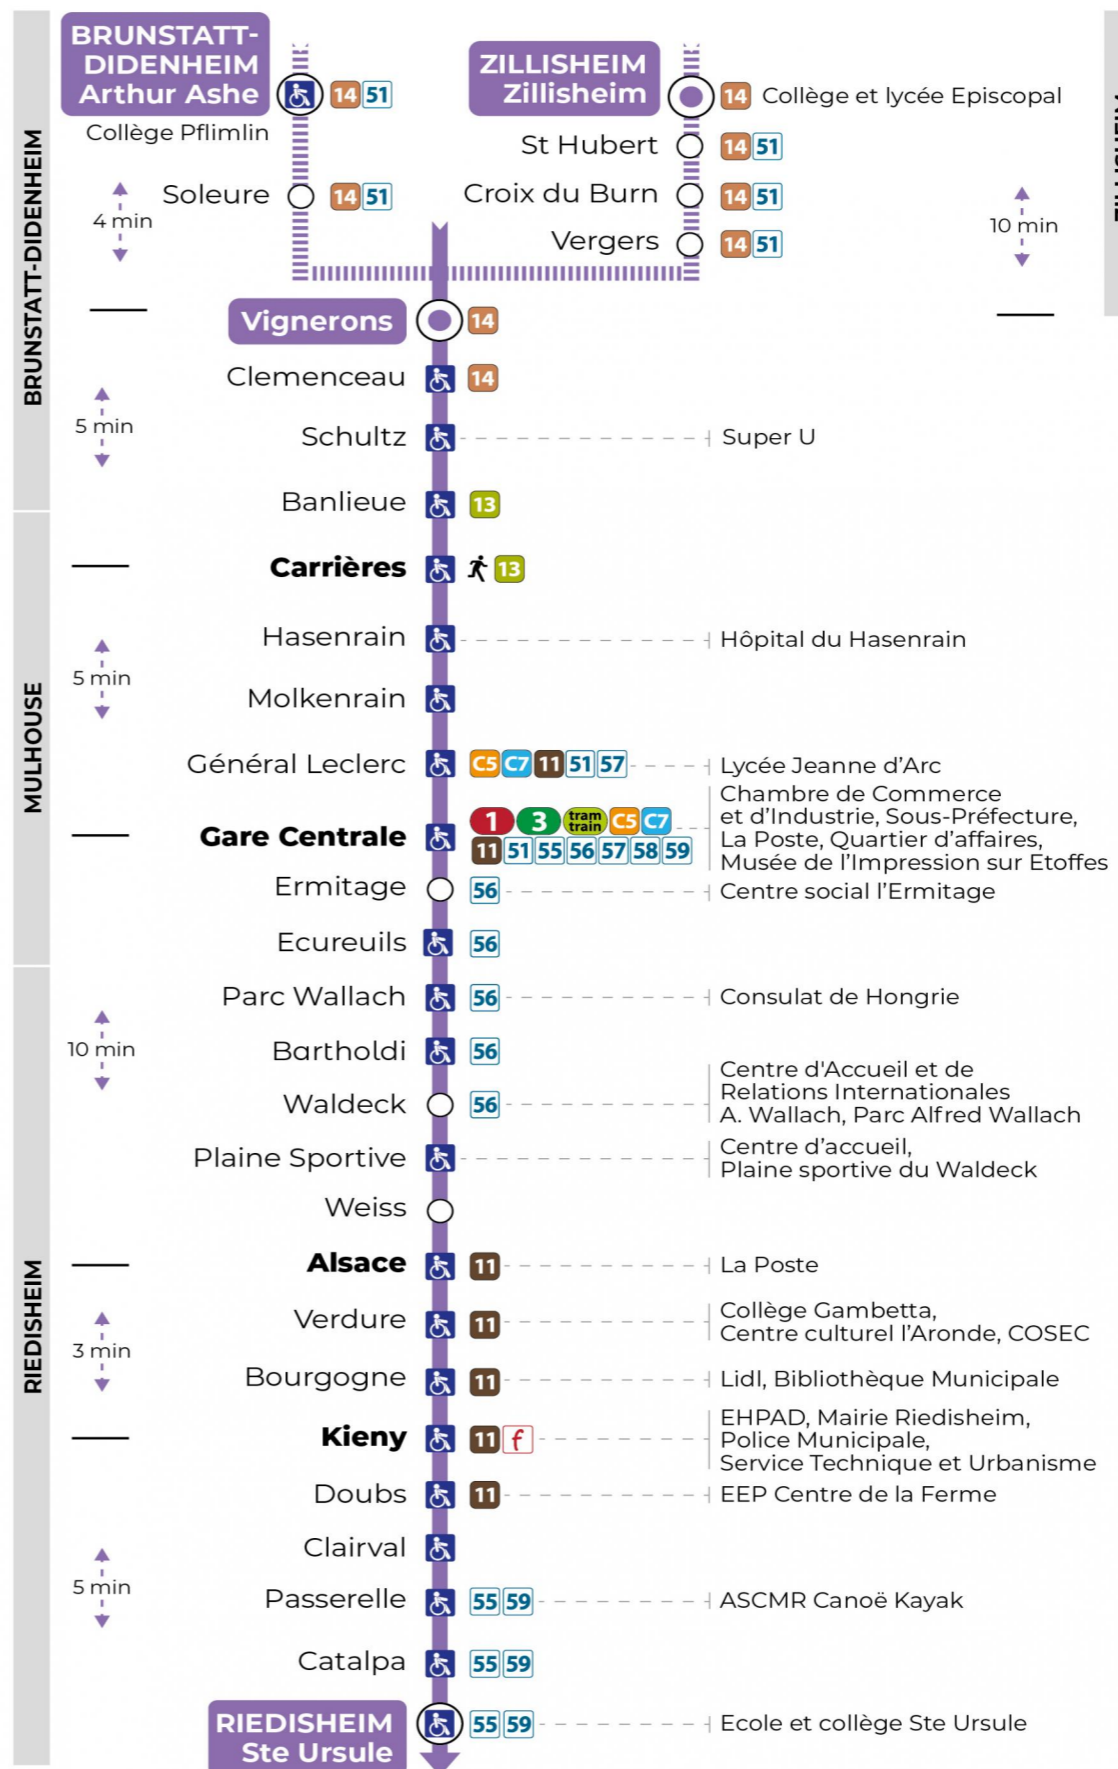 BRUNSTATT-
DIDENHEIM
Arthur Ashe
14 51
Collège Pflimlin
Soleure 14 51
ZILLISHEIM
Zillisheim
14 Collège et lycée Episcopal
St Hubert 14 51
Croix du Burn 14 51
Vergers 14 51
BRUNSTATT-DIDENHEIM
4 min
10 min
Vignerons 14
Clemenceau 14
5 min
Schultz Super U
Banlieue 13
MULHOUSE
Carrières 13
Hasenrain Hôpital du Hasenrain
5 min
Molkenrain
Général Leclerc C5 C7 11 51 57 Lycée Jeanne d’Arc
Gare Centrale
1 3 tram
train C5 C7
11 51 55 56 57 58 59
Chambre de Commerce
et d’Industrie, Sous-Préfecture,
La Poste, Quartier d’affaires,
Musée de l’Impression sur Etoffes
Ermitage 56 Centre social l’Ermitage
Ecureuils 56
RIEDISHEIM
Parc Wallach 56 Consulat de Hongrie
10 min
Bartholdi 56
Waldeck 56
Centre d'Accueil et de
Relations Internationales
A. Wallach, Parc Alfred Wallach
Plaine Sportive
Centre d’accueil,
Plaine sportive du Waldeck
Weiss
Alsace 11 La Poste
Verdure 11
Collège Gambetta,
Centre culturel l’Aronde, COSEC
3 min
Bourgogne 11 Lidl, Bibliothèque Municipale
Kieny 11 f
EHPAD, Mairie Riedisheim,
Police Municipale,
Service Technique et Urbanisme
Doubs 11 EEP Centre de la Ferme
Clairval
5 min
Passerelle 55 59 ASCMR Canoë Kayak
Catalpa 55 59
RIEDISHEIM
Ste Ursule
55 59 Ecole et collège Ste Ursule